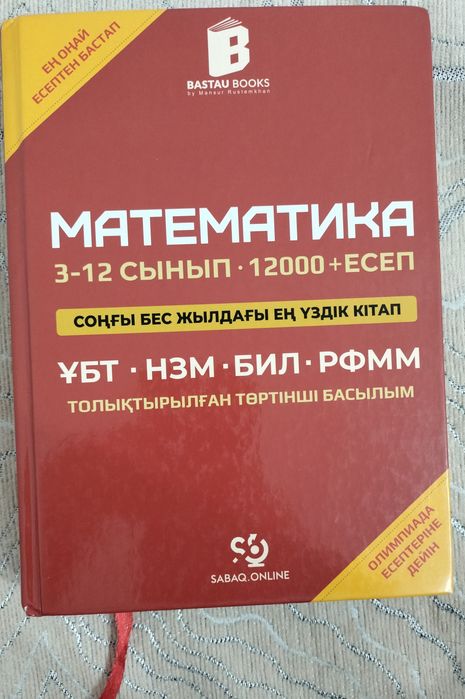 ЕҢ ОҢАЙ
ЕСЕПТЕН БАСТАП
B
BASTAU BOOKS
by Mansur Rustemkhan
МАТЕМАТИКА
3-12 СЫНЫП · 12000+ЕСЕП
СОҢҒЫ БЕС ЖЫЛДАҒЫ ЕҢ ҮЗДІК КІТАП
ҰБТ · НЗМ · БИЛ · РФММ
ТОЛЫҚТЫРЫЛҒАН ТӨРТІНШІ БАСЫЛЫМ
SABAQ.ONLINE
ОЛИМПИАДА
ЕСЕПТЕРІНЕ
ДЕЙІН